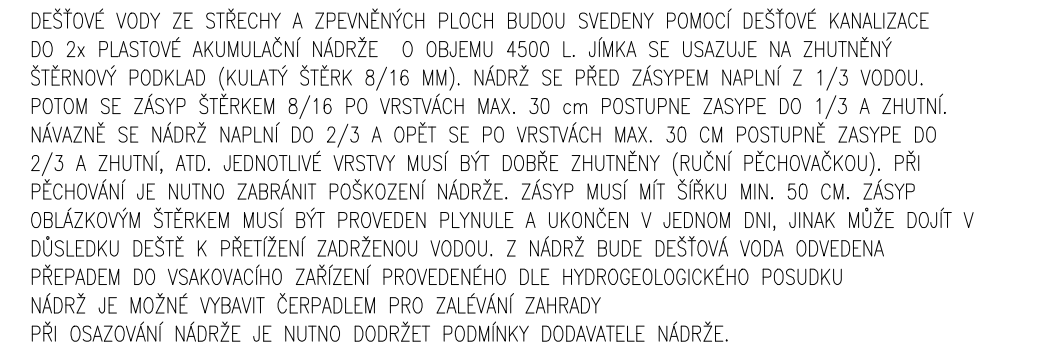 DEŠŤOVÉ VODY ZE STŘECHY A ZPEVNĚNÝCH PLOCH BUDOU SVEDENY POMOCÍ DEŠŤOVÉ KANALIZACE
DO 2x PLASTOVÉ AKUMULAČNÍ NÁDRŽE O OBJEMU 4500 L. JÍMKA SE USAZUJE NA ZHUTNĚNÝ
ŠTĚRNOVÝ PODKLAD (KULATÝ ŠTĚRK 8/16 MM). NÁDRŽ SE PŘED ZÁSYPEM NAPLNÍ Z 1/3 VODOU.
POTOM SE ZÁSYP ŠTĚRKEM 8/16 PO VRSTVÁCH MAX. 30 cm POSTUPNE ZASYPE DO 1/3 A ZHUTNÍ.
NÁVAZNĚ SE NÁDRŽ NAPLNÍ DO 2/3 A OPĚT SE PO VRSTVÁCH MAX. 30 CM POSTUPNĚ ZASYPE DO
2/3 A ZHUTNÍ, ATD. JEDNOTLIVÉ VRSTVY MUSÍ BÝT DOBŘE ZHUTNĚNY (RUČNÍ PĚCHOVAČKOU). PŘI
PĚCHOVÁNÍ JE NUTNO ZABRÁNIT POŠKOZENÍ NÁDRŽE. ZÁSYP MUSÍ MÍT ŠÍŘKU MIN. 50 CM. ZÁSYP
OBLÁZKOVÝM ŠTĚRKEM MUSÍ BÝT PROVEDEN PLYNULE A UKONČEN V JEDNOM DNI, JINAK MŮŽE DOJÍT V
DŮSLEDKU DEŠTĚ K PŘETÍŽENÍ ZADRŽENOU VODOU. Z NÁDRŽ BUDE DEŠŤOVÁ VODA ODVEDENA
PŘEPADEM DO VSAKOVACÍHO ZAŘÍZENÍ PROVEDENÉHO DLE HYDROGEOLOGICKÉHO POSUDKU
NÁDRŽ JE MOŽNÉ VYBAVIT ČERPADLEM PRO ZALÉVÁNÍ ZAHRADY
PŘI OSAZOVÁNÍ NÁDRŽE JE NUTNO DODRŽET PODMÍNKY DODAVATELE NÁDRŽE.